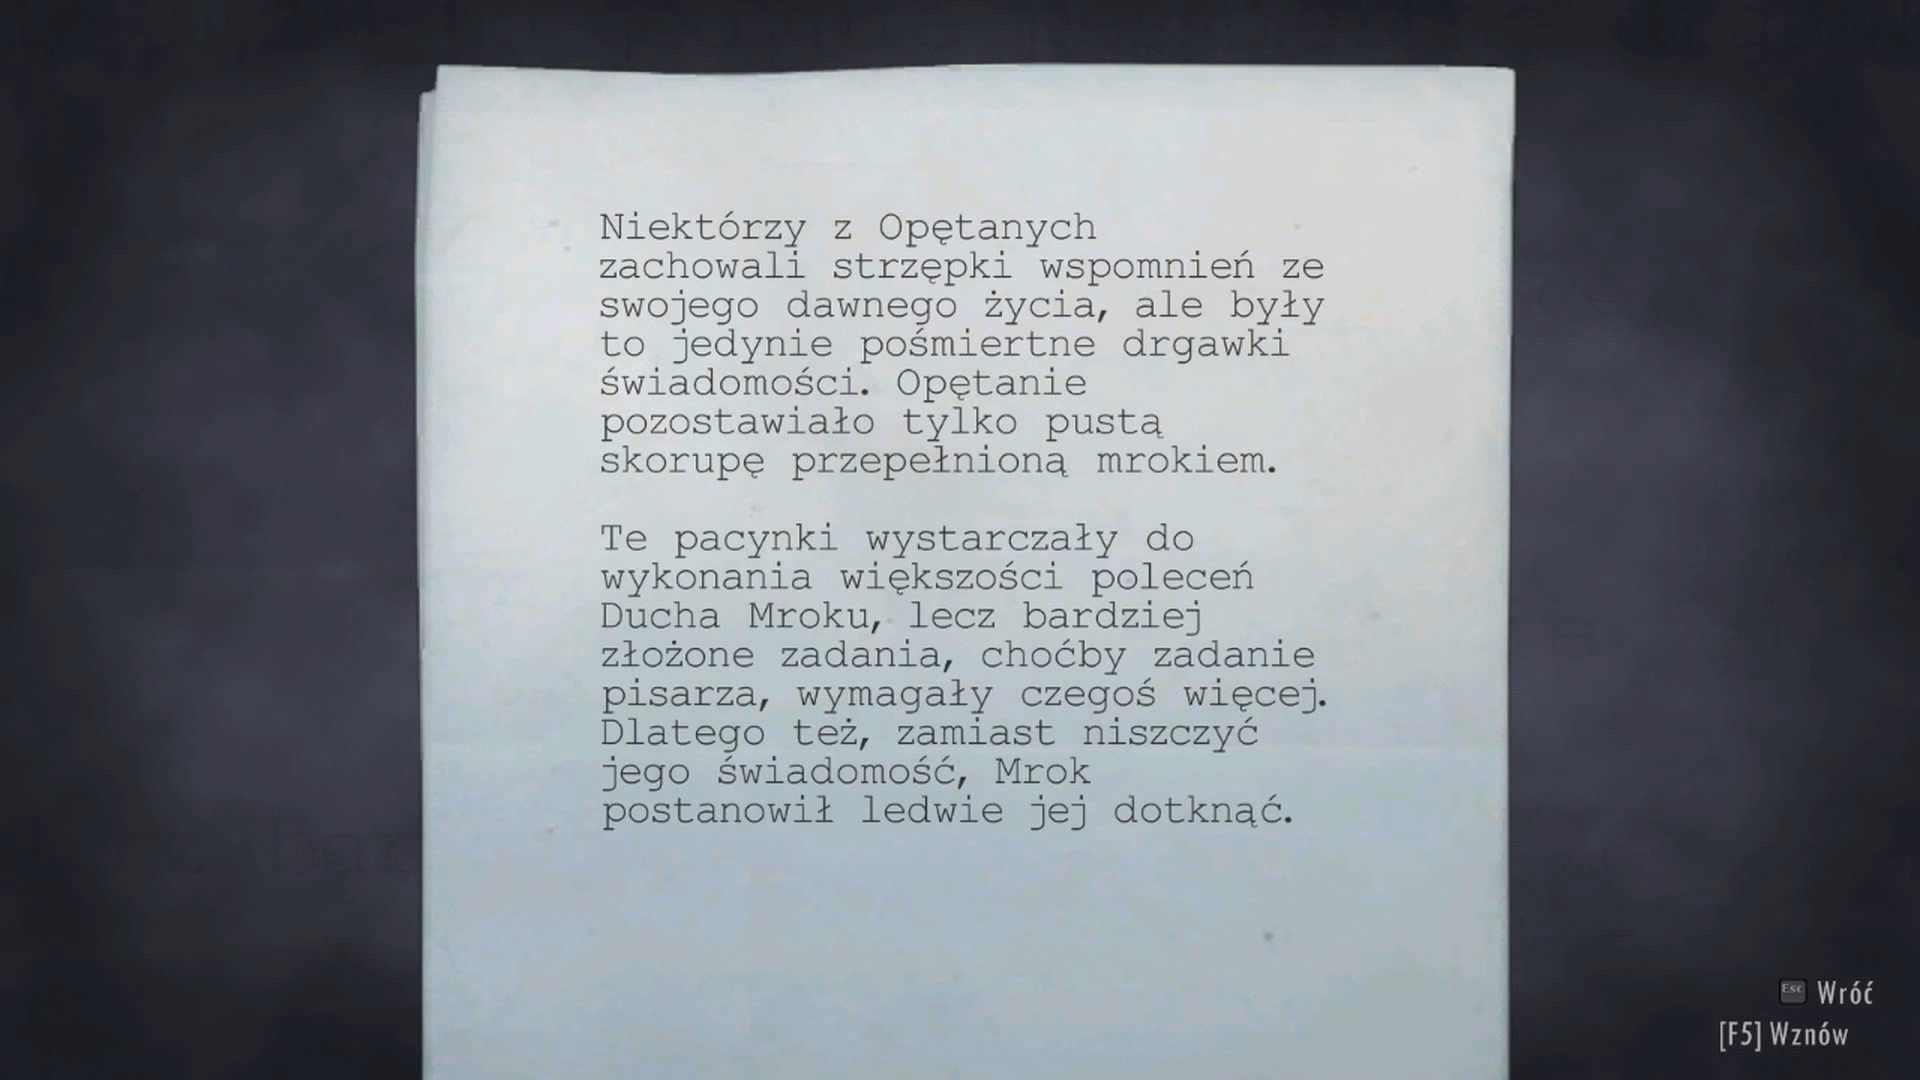 Niektórzy z Opętanych
zachowali strzępki wspomnień ze
swojego dawnego życia, ale były
to jedynie pośmiertne drgawki
świadomości. Opętanie
pozostawiało tylko pustą
skorupę przepełnioną mrokiem.
Te pacynki wystarczały do
wykonania większości poleceń
Ducha Mroku, lecz bardziej
złożone zadania, choćby zadanie
pisarza, wymagały czegoś więcej.
Dlatego też, zamiast niszczyć
jego świadomość, Mrok
postanowił ledwie jej dotknąć.
Esc Wróć
[F5] Wznów